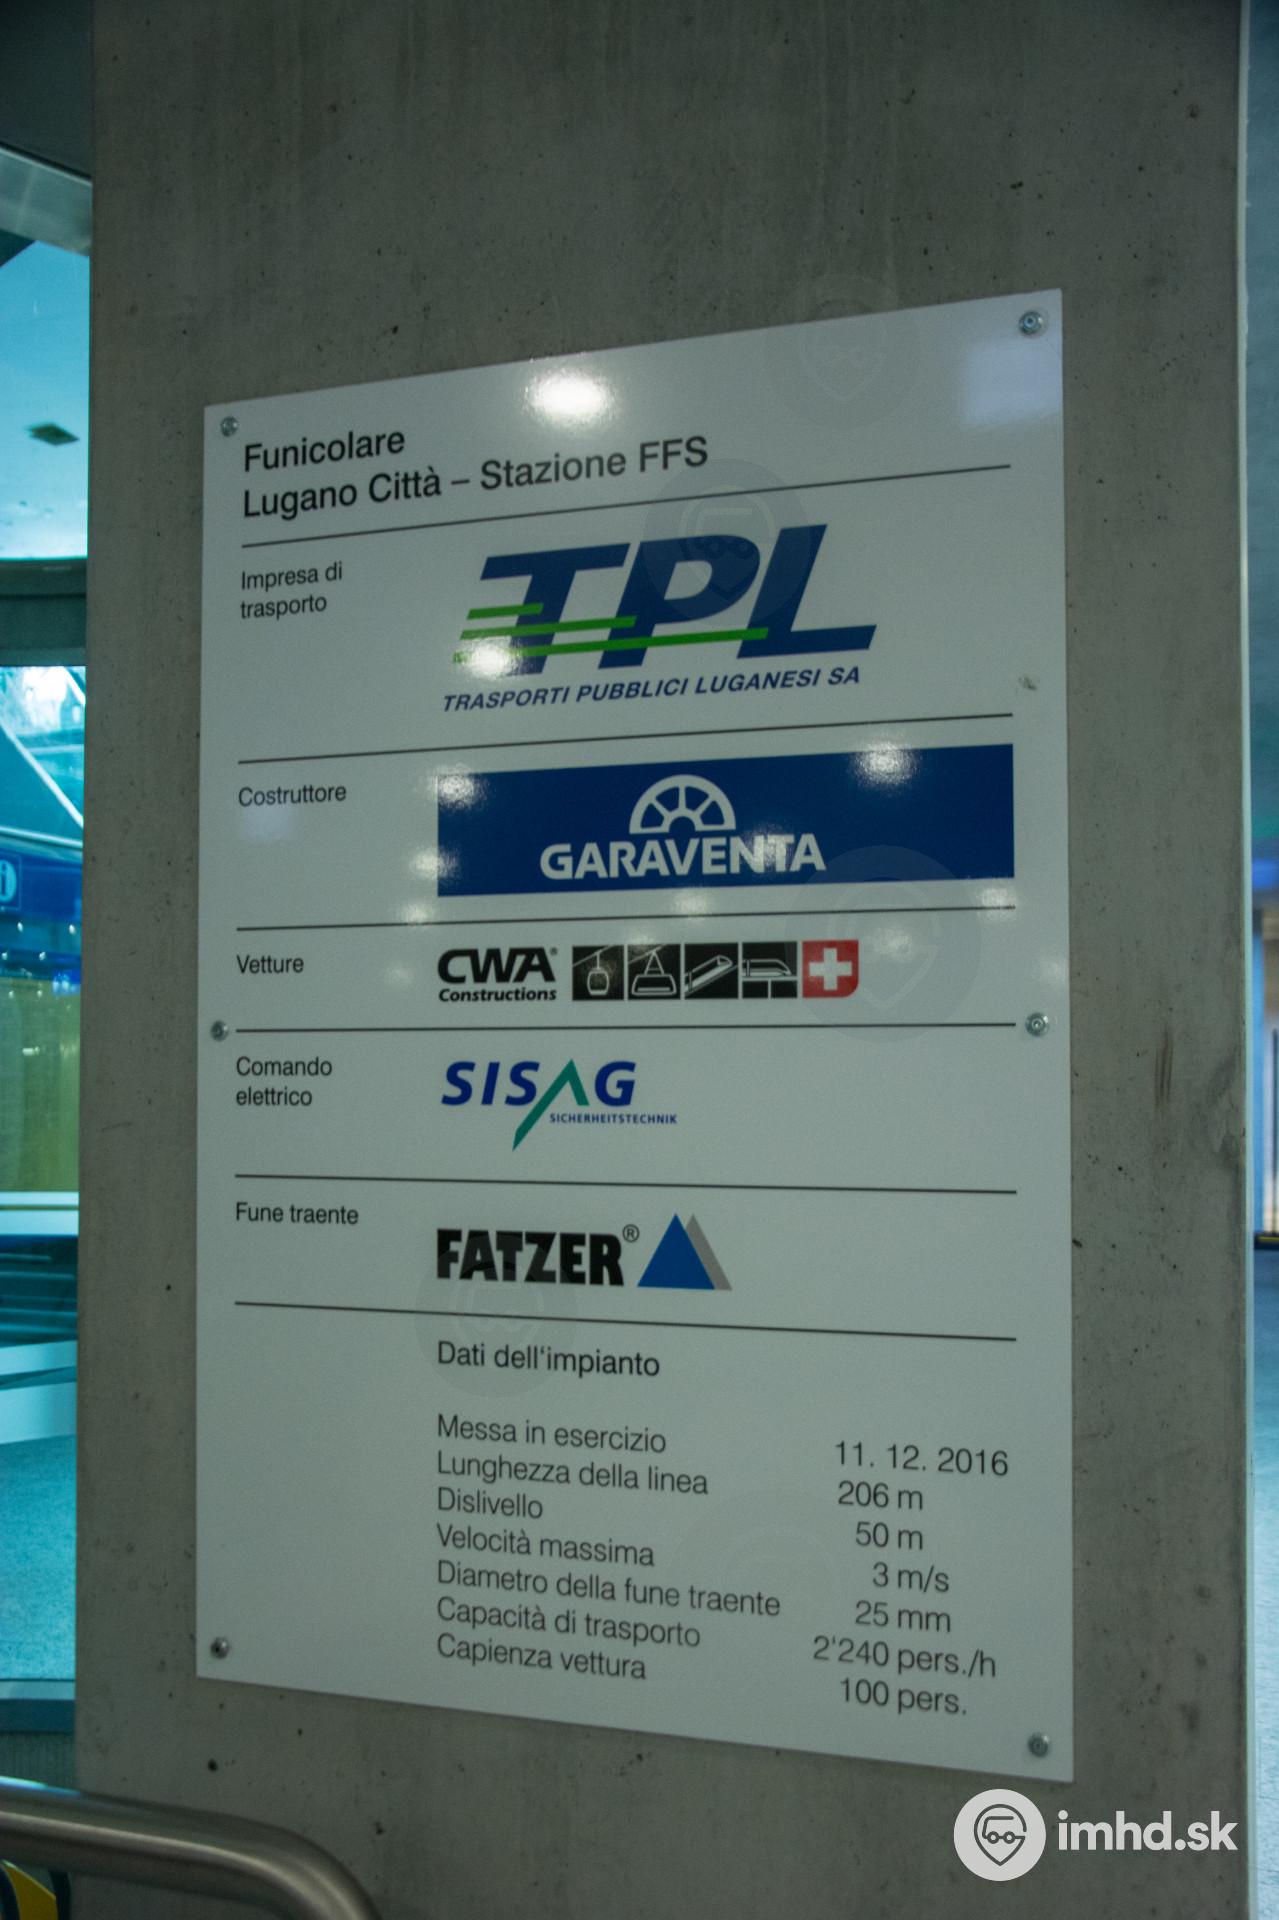 Funicolare
Lugano Città – Stazione FFS
Impresa di
trasporto
TPL
TRASPORTI PUBBLICI LUGANESI SA
Costruttore
GARAVENTA
Vetture
CWA®
Constructions
Comando
elettrico
SISAG
SICHERHEITSTECHNIK
Fune traente
FATZER®
Dati dell‘impianto
Messa in esercizio 11. 12. 2016
Lunghezza della linea 206 m
Dislivello 50 m
Velocità massima 3 m/s
Diametro della fune traente 25 mm
Capacità di trasporto 2‘240 pers./h
Capienza vettura 100 pers.
imhd.sk